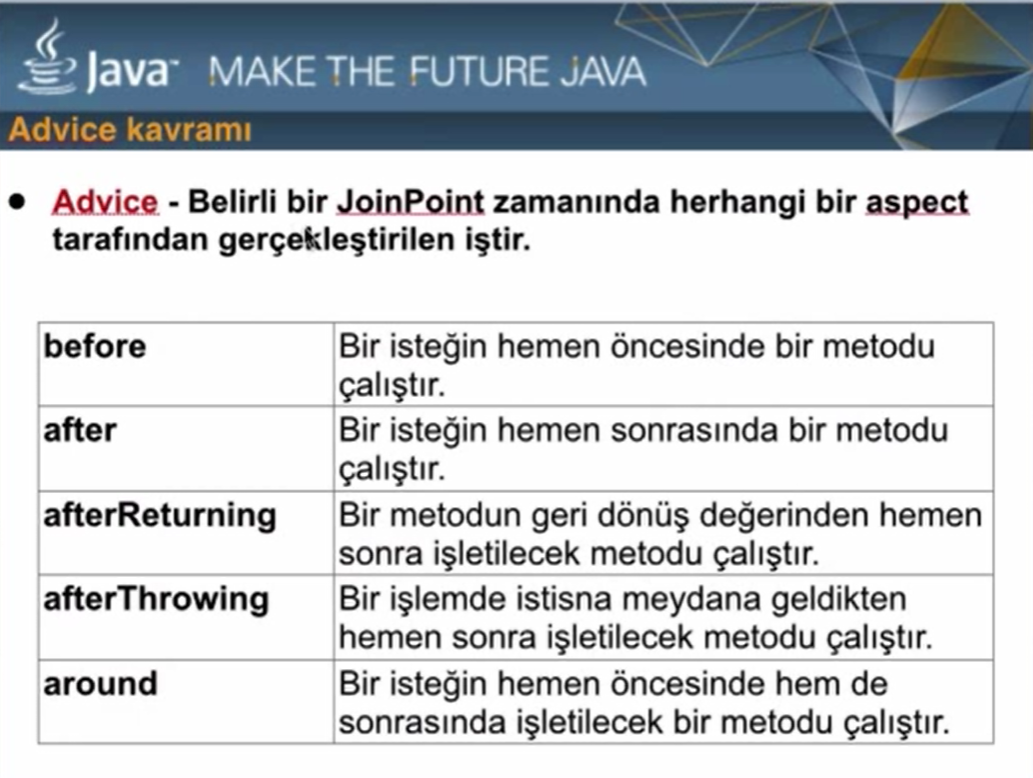 Java™ MAKE THE FUTURE JAVA
Advice kavramı
● Advice - Belirli bir JoinPoint zamanında herhangi bir aspect
tarafından gerçekleştirilen iştir.
before
Bir isteğin hemen öncesinde bir metodu
çalıştır.
after
Bir isteğin hemen sonrasında bir metodu
çalıştır.
afterReturning
Bir metodun geri dönüş değerinden hemen
sonra işletilecek metodu çalıştır.
afterThrowing
Bir işlemde istisna meydana geldikten
hemen sonra işletilecek metodu çalıştır.
around
Bir isteğin hemen öncesinde hem de
sonrasında işletilecek bir metodu çalıştır.